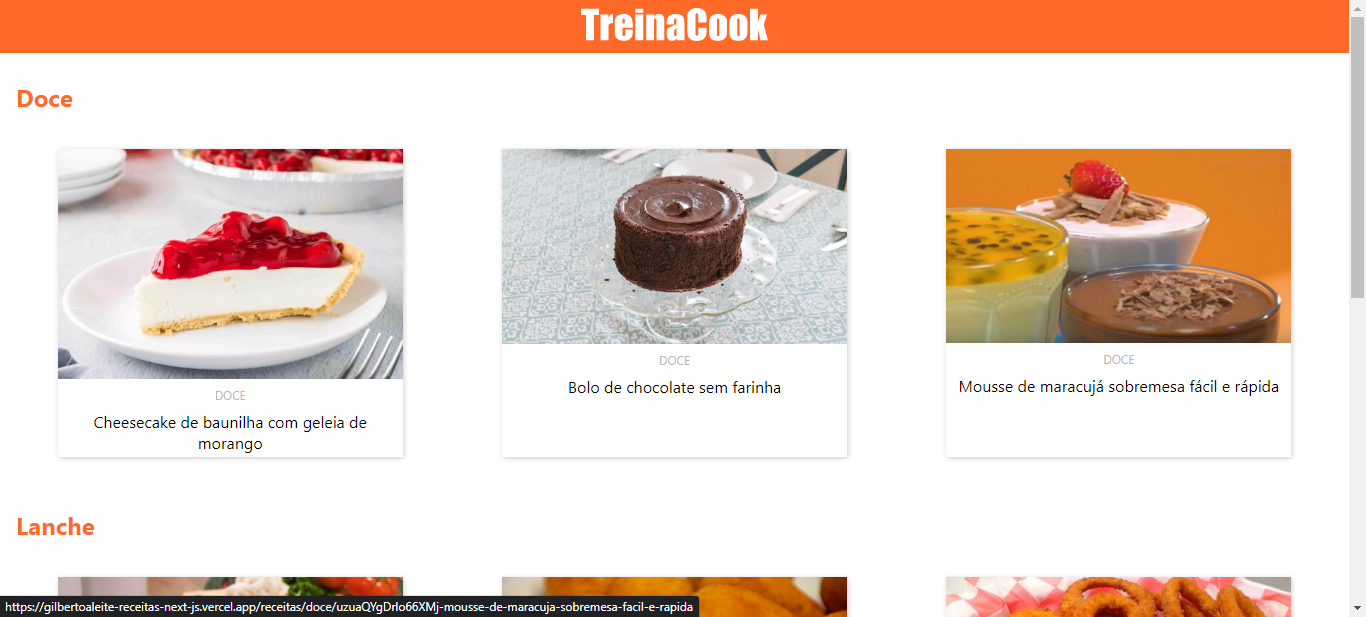 TreinaCook
Doce
DOCE
Cheesecake de baunilha com geleia de
morango
DOCE
Bolo de chocolate sem farinha
DOCE
Mousse de maracujá sobremesa fácil e rápida
Lanche
https://gilbertoaleite-receitas-next-js.vercel.app/receitas/doce/uzuaQYgDrlo66XMj-mousse-de-maracuja-sobremesa-facil-e-rapida